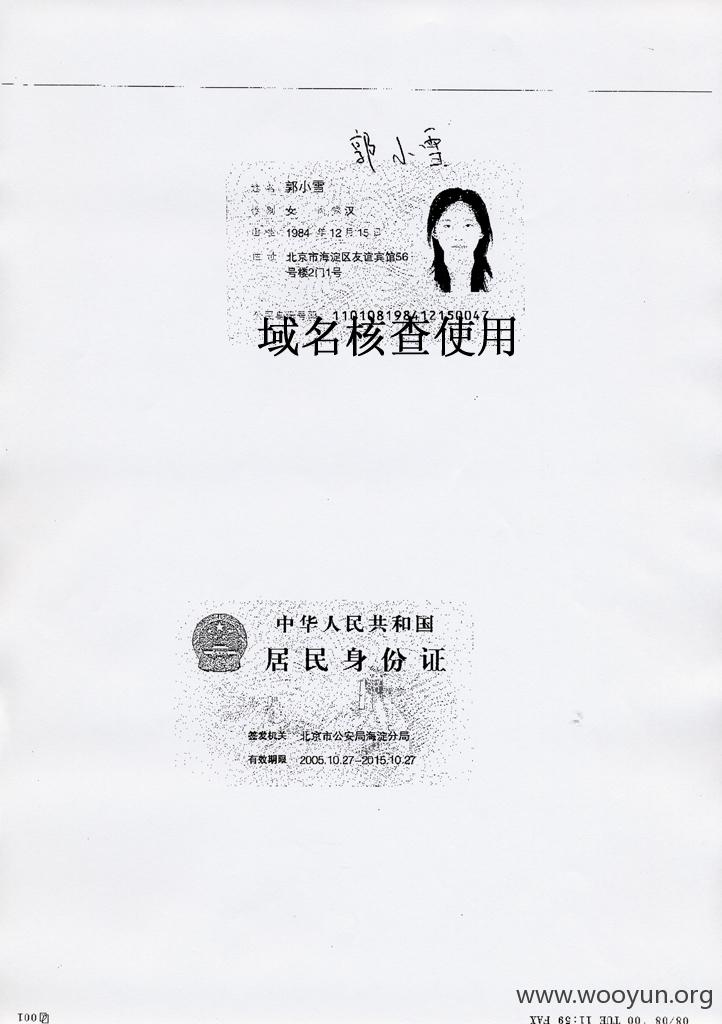 郭小雪
姓名 郭小雪
性别 女 民族 汉
出生 1984 年 12 月 15 日
住址 北京市海淀区友谊宾馆56
号楼2门1号
公民身份号码 110108198412150047
域名核查使用
中华人民共和国
居民身份证
签发机关 北京市公安局海淀分局
有效期限 2005.10.27-2015.10.27
www.wooyun.org
08/08 '00 TUE 11:59 FAX
001